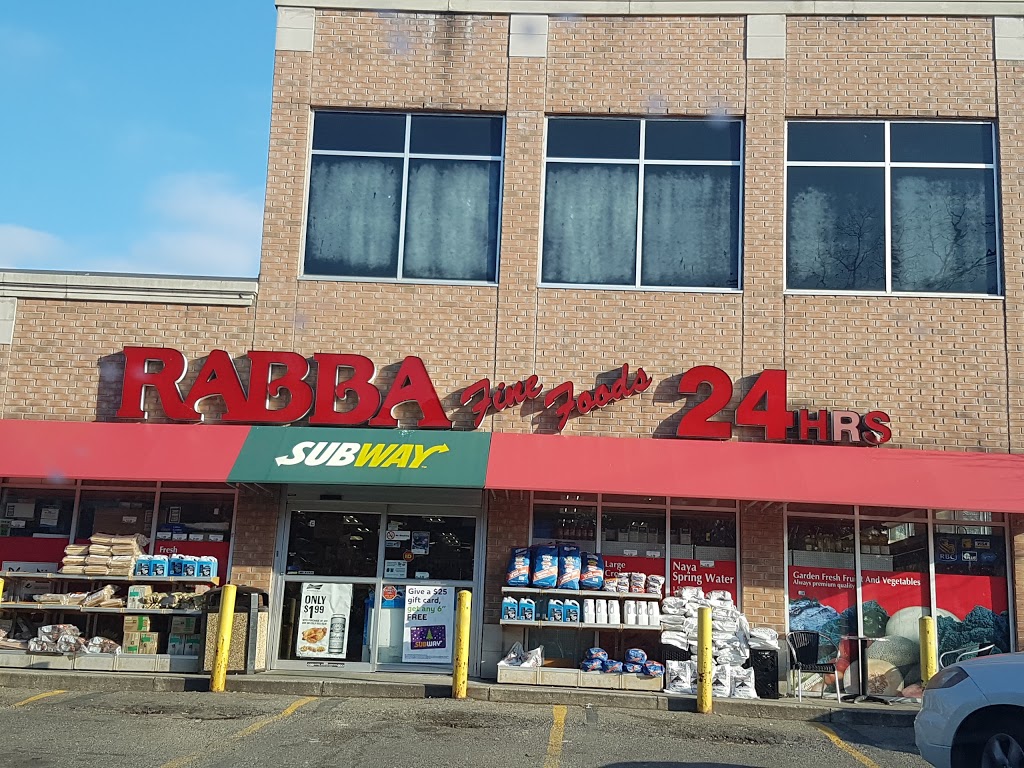 RABBA Fine Foods 24HRS
SUBWAY
Fresh
ONLY
$1.99
Give a $25
gift card,
get any 6"
FREE
SUBWAY
Large
Naya
Spring Water
Garden Fresh Fruit And Vegetables
Always premium quality